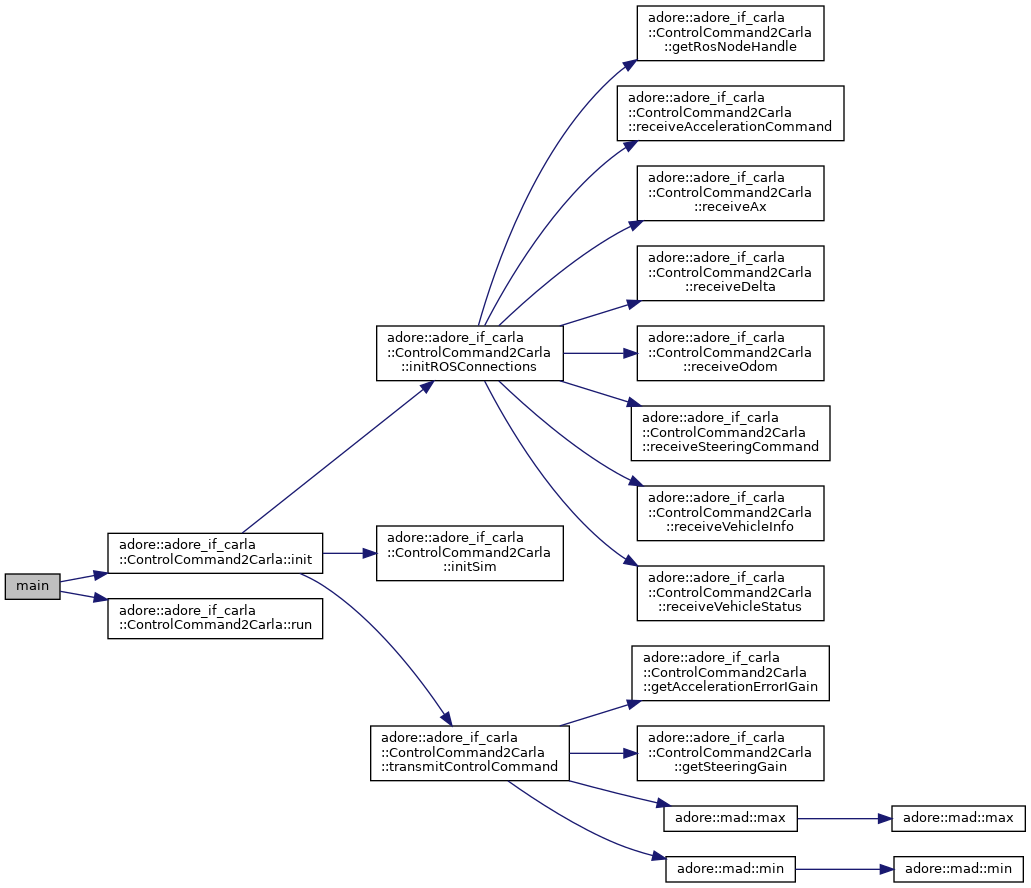 adore::adore_if_carla
::ControlCommand2Carla
::getRosNodeHandle
adore::adore_if_carla
::ControlCommand2Carla
::receiveAccelerationCommand
adore::adore_if_carla
::ControlCommand2Carla
::receiveAx
adore::adore_if_carla
::ControlCommand2Carla
::receiveDelta
adore::adore_if_carla
::ControlCommand2Carla
::initROSConnections
adore::adore_if_carla
::ControlCommand2Carla
::receiveOdom
adore::adore_if_carla
::ControlCommand2Carla
::receiveSteeringCommand
adore::adore_if_carla
::ControlCommand2Carla
::receiveVehicleInfo
adore::adore_if_carla
::ControlCommand2Carla::init
adore::adore_if_carla
::ControlCommand2Carla
::initSim
main
adore::adore_if_carla
::ControlCommand2Carla::run
adore::adore_if_carla
::ControlCommand2Carla
::receiveVehicleStatus
adore::adore_if_carla
::ControlCommand2Carla
::getAccelerationErrorIGain
adore::adore_if_carla
::ControlCommand2Carla
::transmitControlCommand
adore::adore_if_carla
::ControlCommand2Carla
::getSteeringGain
adore::mad::max
adore::mad::max
adore::mad::min
adore::mad::min